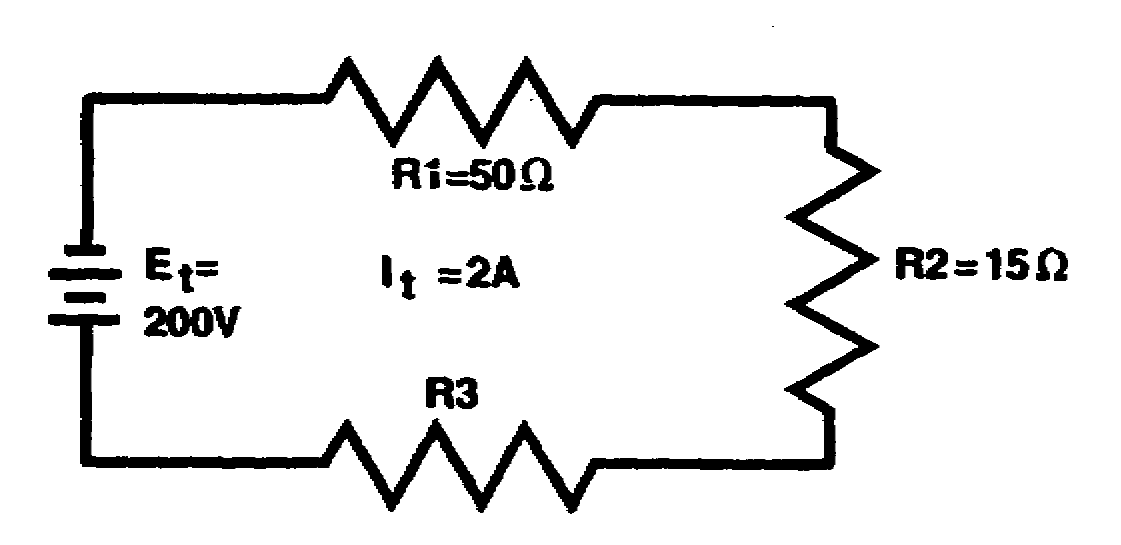 R1=50Ω
Et=
200V
It =2A
R2=15Ω
R3